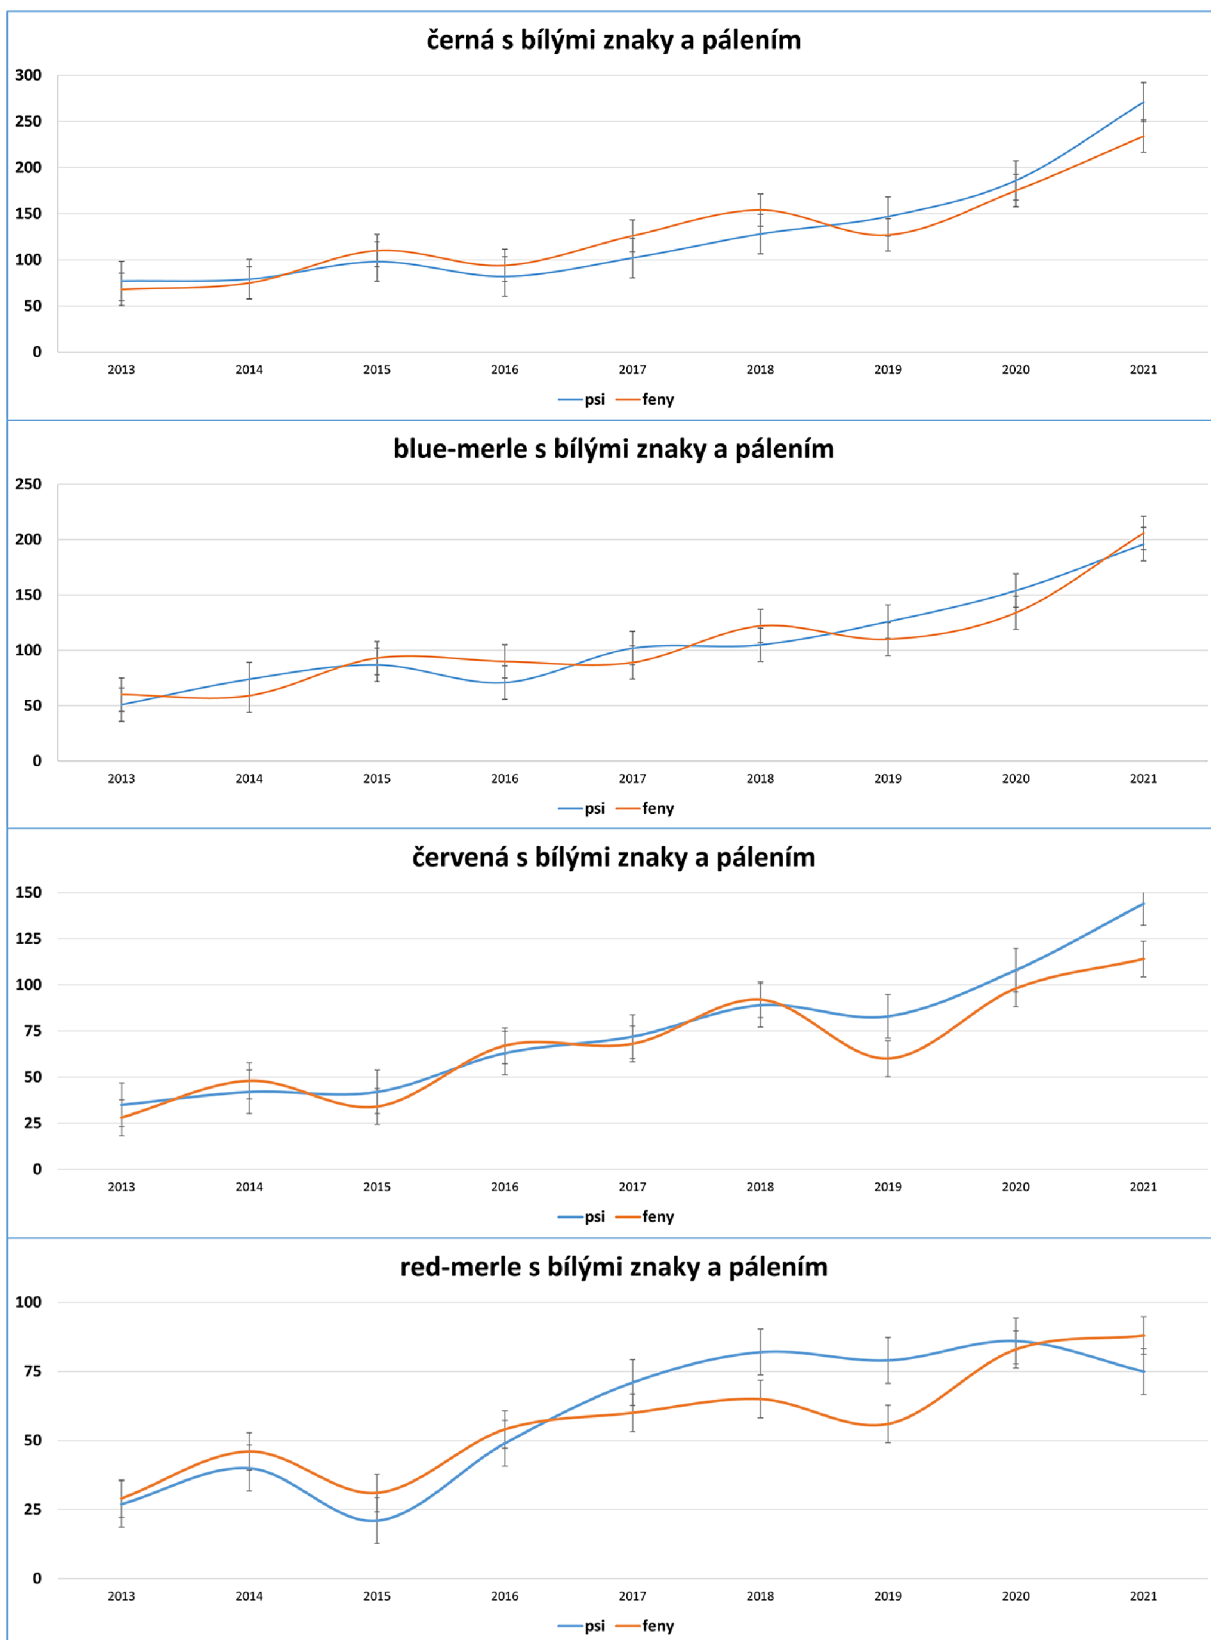 černá s bílými znaky a pálením
300
250
200
150
100
50
0
2013 2014 2015 2016 2017 2018 2019 2020 2021
psi feny
blue-merle s bílými znaky a pálením
250
200
150
100
50
0
2013 2014 2015 2016 2017 2018 2019 2020 2021
psi feny
červená s bílými znaky a pálením
150
125
100
75
50
25
0
2013 2014 2015 2016 2017 2018 2019 2020 2021
psi feny
red-merle s bílými znaky a pálením
100
75
50
25
0
2013 2014 2015 2016 2017 2018 2019 2020 2021
psi feny